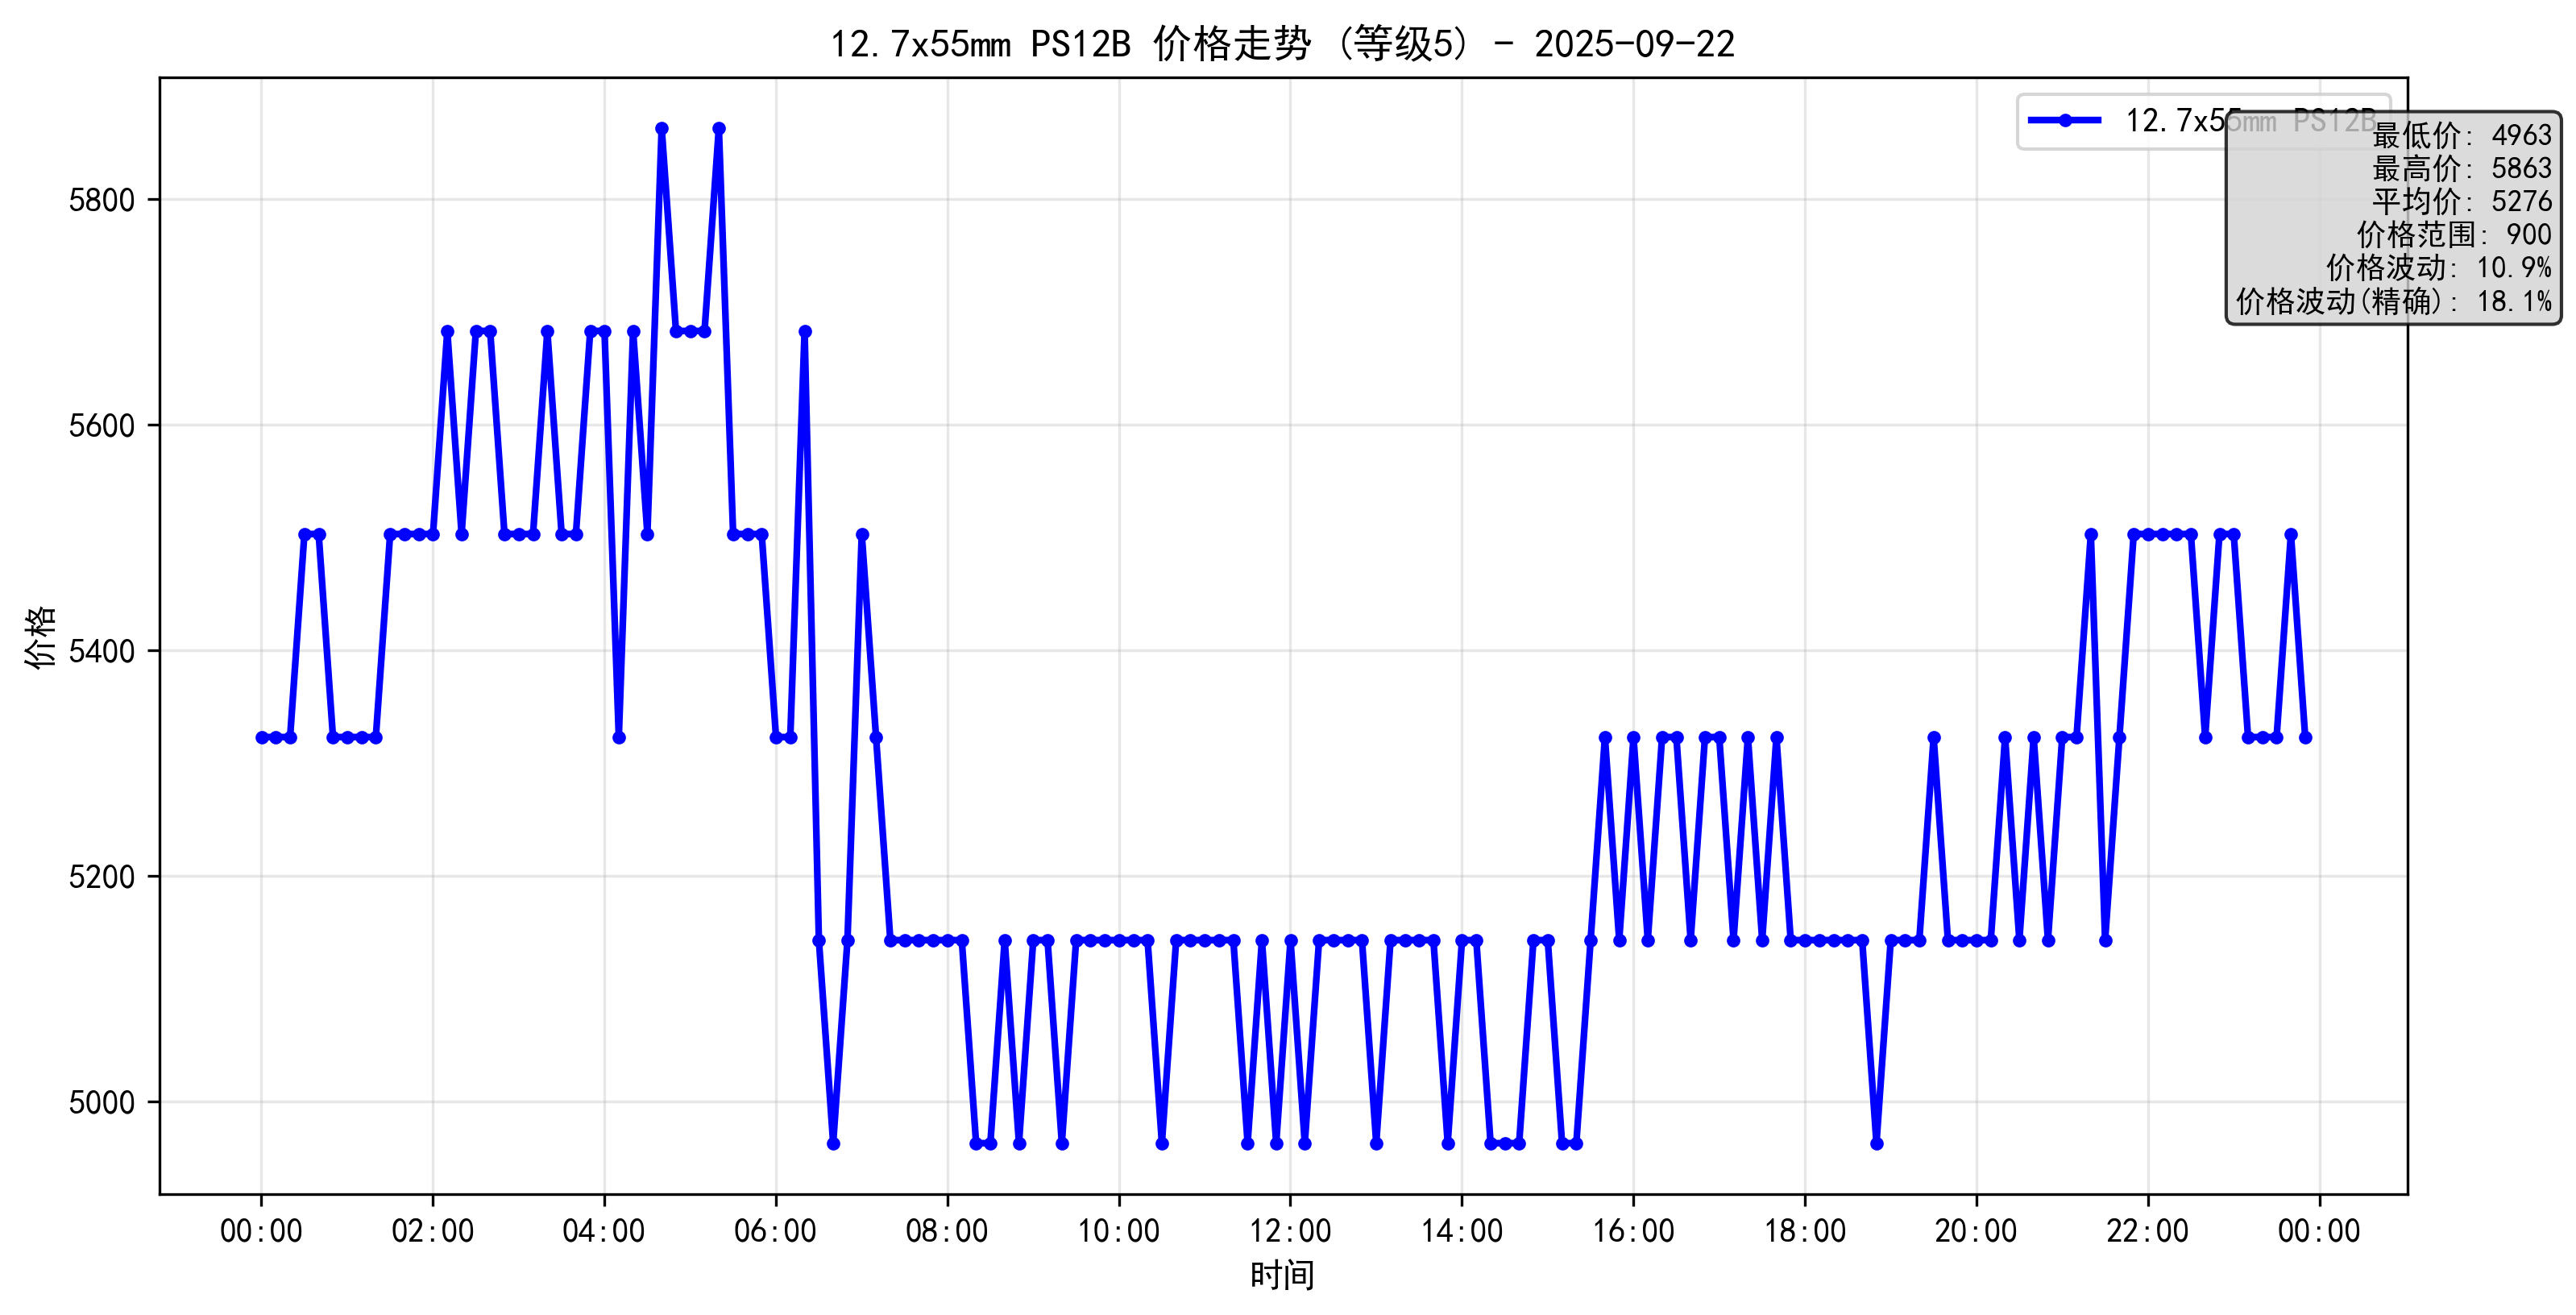 12.7x55mm PS12B 价格走势 (等级5) - 2025-09-22
12.7x55mm PS12B
最低价: 4963
最高价: 5863
平均价: 5276
价格范围: 900
价格波动: 10.9%
价格波动(精确): 18.1%
价格
5800
5600
5400
5200
5000
00:00 02:00 04:00 06:00 08:00 10:00 12:00 14:00 16:00 18:00 20:00 22:00 00:00
时间